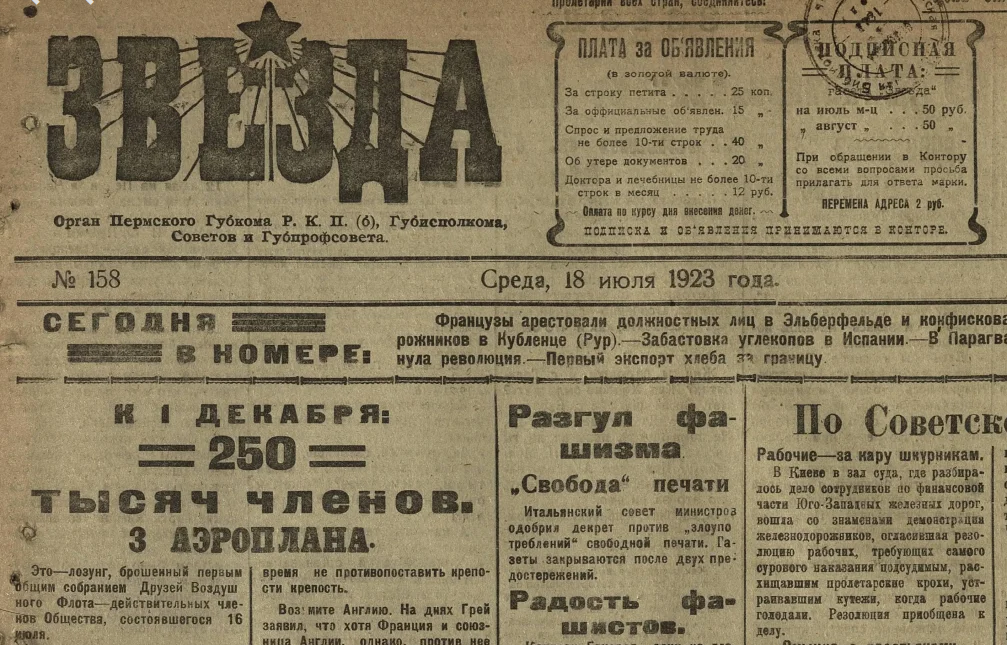 Пролетарии всех стран, соединяйтесь!
ЗВЕЗДА
Орган Пермского Губкома Р. К. П. (б), Губисполкома,
Советов и Губпрофсовета.
ПЛАТА за ОБ'ЯВЛЕНИЯ
(в золотой валюте).
За строку петита . . . . . 25 коп.
За оффициальные об'явлен. 15 „
Спрос и предложение труда
не более 10-ти строк . . 40 „
Об утере документов . . . 20 „
Доктора и лечебницы не более 10-ти
строк в месяц . . . . . 12 руб.
Оплата по курсу дня внесения денег.
ПОДПИСНАЯ
ПЛАТА:
на июль м-ц . . . 50 руб.
„ август „ . . . 50 „
При обращении в Контору
со всеми вопросами просьба
прилагать для ответа марки.
ПЕРЕМЕНА АДРЕСА 2 руб.
ПОДПИСКА И ОБ'ЯВЛЕНИЯ ПРИНИМАЮТСЯ В КОНТОРЕ.
№ 158
Среда, 18 июля 1923 года.
СЕГОДНЯ
В НОМЕРЕ:
Французы арестовали должностных лиц в Эльберфельде и конфискова
рожников в Кубленце (Рур).—Забастовка углекопов в Испании.—В Парагва
нула революция.—Первый экспорт хлеба за границу.
К 1 ДЕКАБРЯ:
250
тысяч членов.
3 АЭРОПЛАНА.
Это—лозунг, брошенный первым
общим собранием Друзей Воздуш
ного Флота—действительных чле-
нов Общества, состоявшегося 16
июля.
время не противопоставить крепо-
сти крепость.
Возьмите Англию. На днях Грей
заявил, что хотя Франция и союз-
ница Англии, однако, против нее
Разгул фа-
шизма
„Свобода“ печати
Итальянский совет министров
одобрил декрет против „злоупо
треблений“ свободной печати. Га-
зеты закрываются после двух пре-
достережений.
Радость фа-
шистов.
По Советско
Рабочие—за кару шкурникам.
В Киеве в зал суда, где разбира-
лось дело сотрудников по финансовой
части Юго-Западных железных дорог,
вошла со знаменами демонстрация
железнодорожников, огласившая резо-
люцию рабочих, требующих самого
сурового наказания подсудимым, рас-
хищавшим пролетарские крохи, уст-
раивавшим кутежи, когда рабочие
голодали. Резолюция приобщена к
делу.